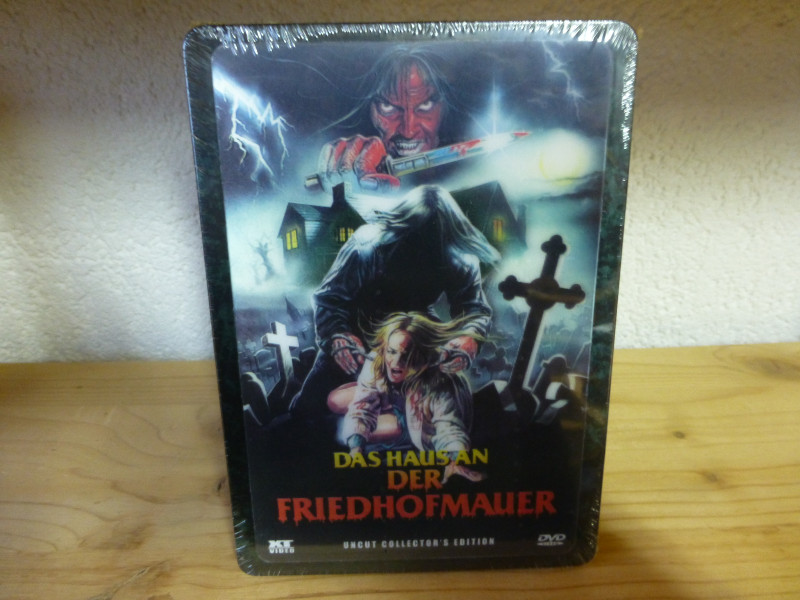 DAS HAUS AN
DER
FRIEDHOFMAUER
XT
VIDEO
UNCUT COLLECTOR'S EDITION
DVD